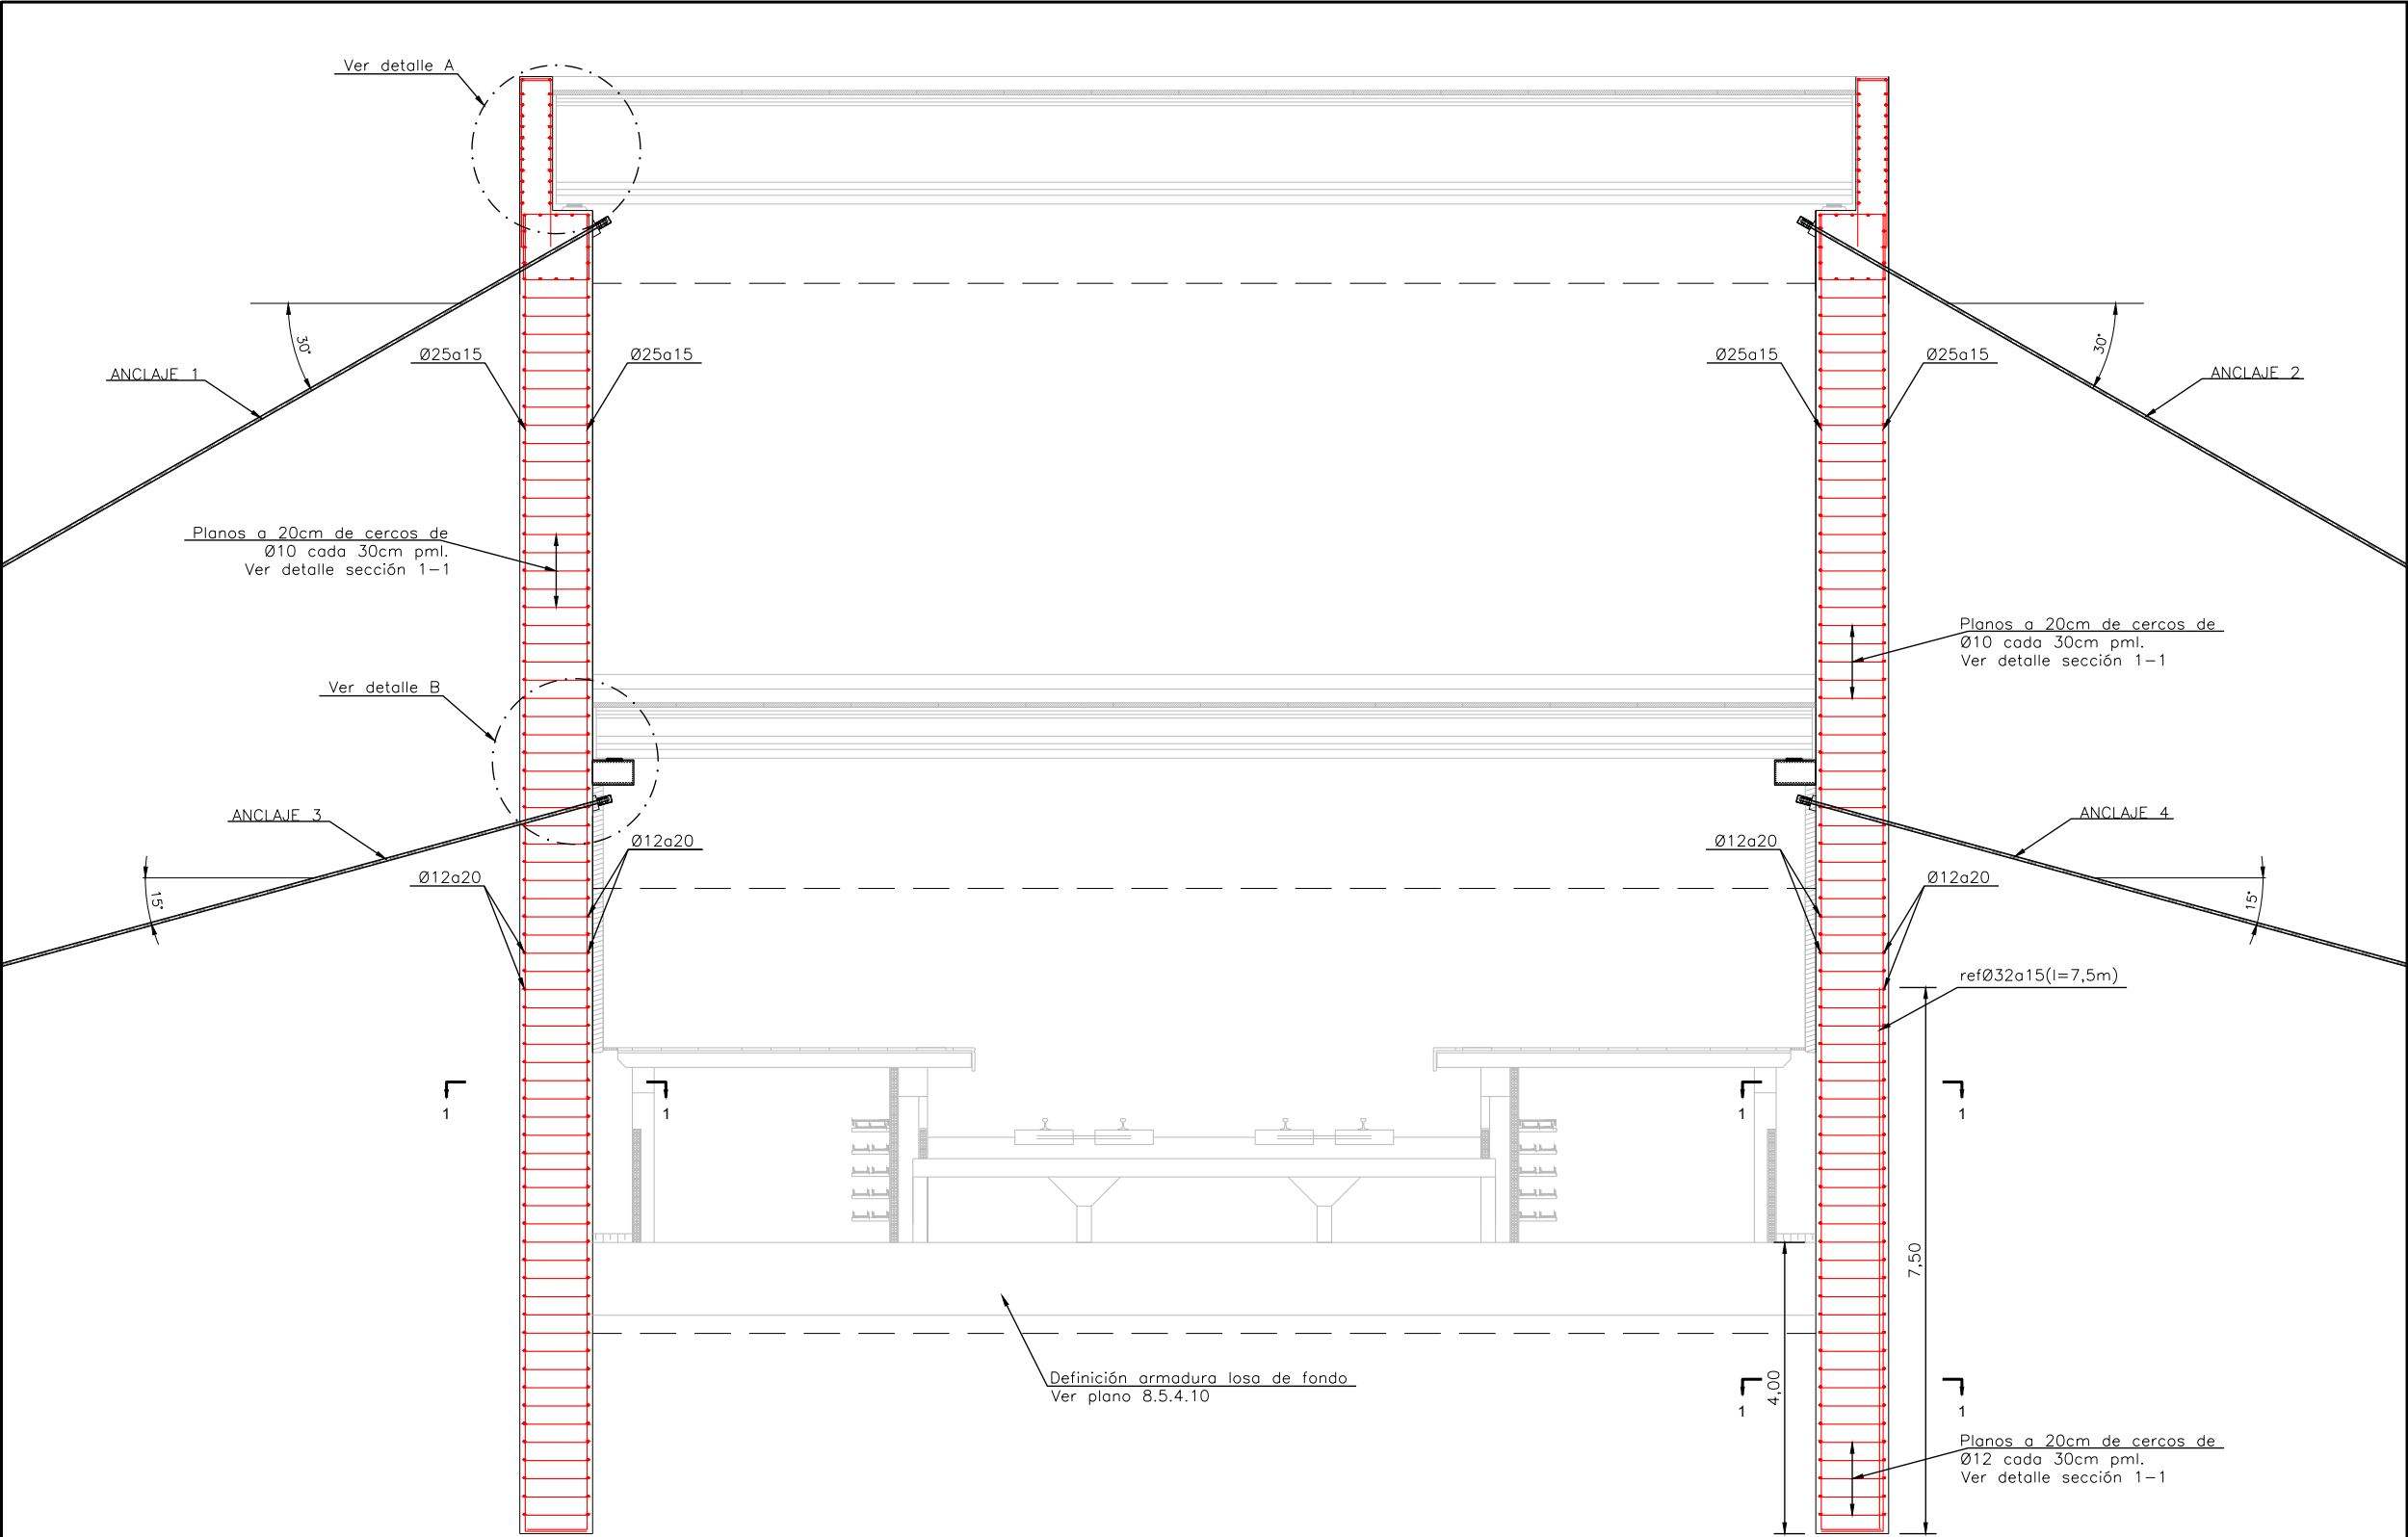 Ver detalle A
30°
30°
Ø25a15
Ø25a15
Ø25a15
Ø25a15
ANCLAJE 1
ANCLAJE 2
Planos a 20cm de cercos de
Ø10 cada 30cm pml.
Ver detalle sección 1-1
Planos a 20cm de cercos de
Ø10 cada 30cm pml.
Ver detalle sección 1-1
Ver detalle B
ANCLAJE 3
ANCLAJE 4
Ø12a20
Ø12a20
Ø12a20
Ø12a20
15°
15°
refØ32a15(l=7,5m)
1
1
1
1
7,50
4,00
Definición armadura losa de fondo
Ver plano 8.5.4.10
1
1
Planos a 20cm de cercos de
Ø12 cada 30cm pml.
Ver detalle sección 1-1